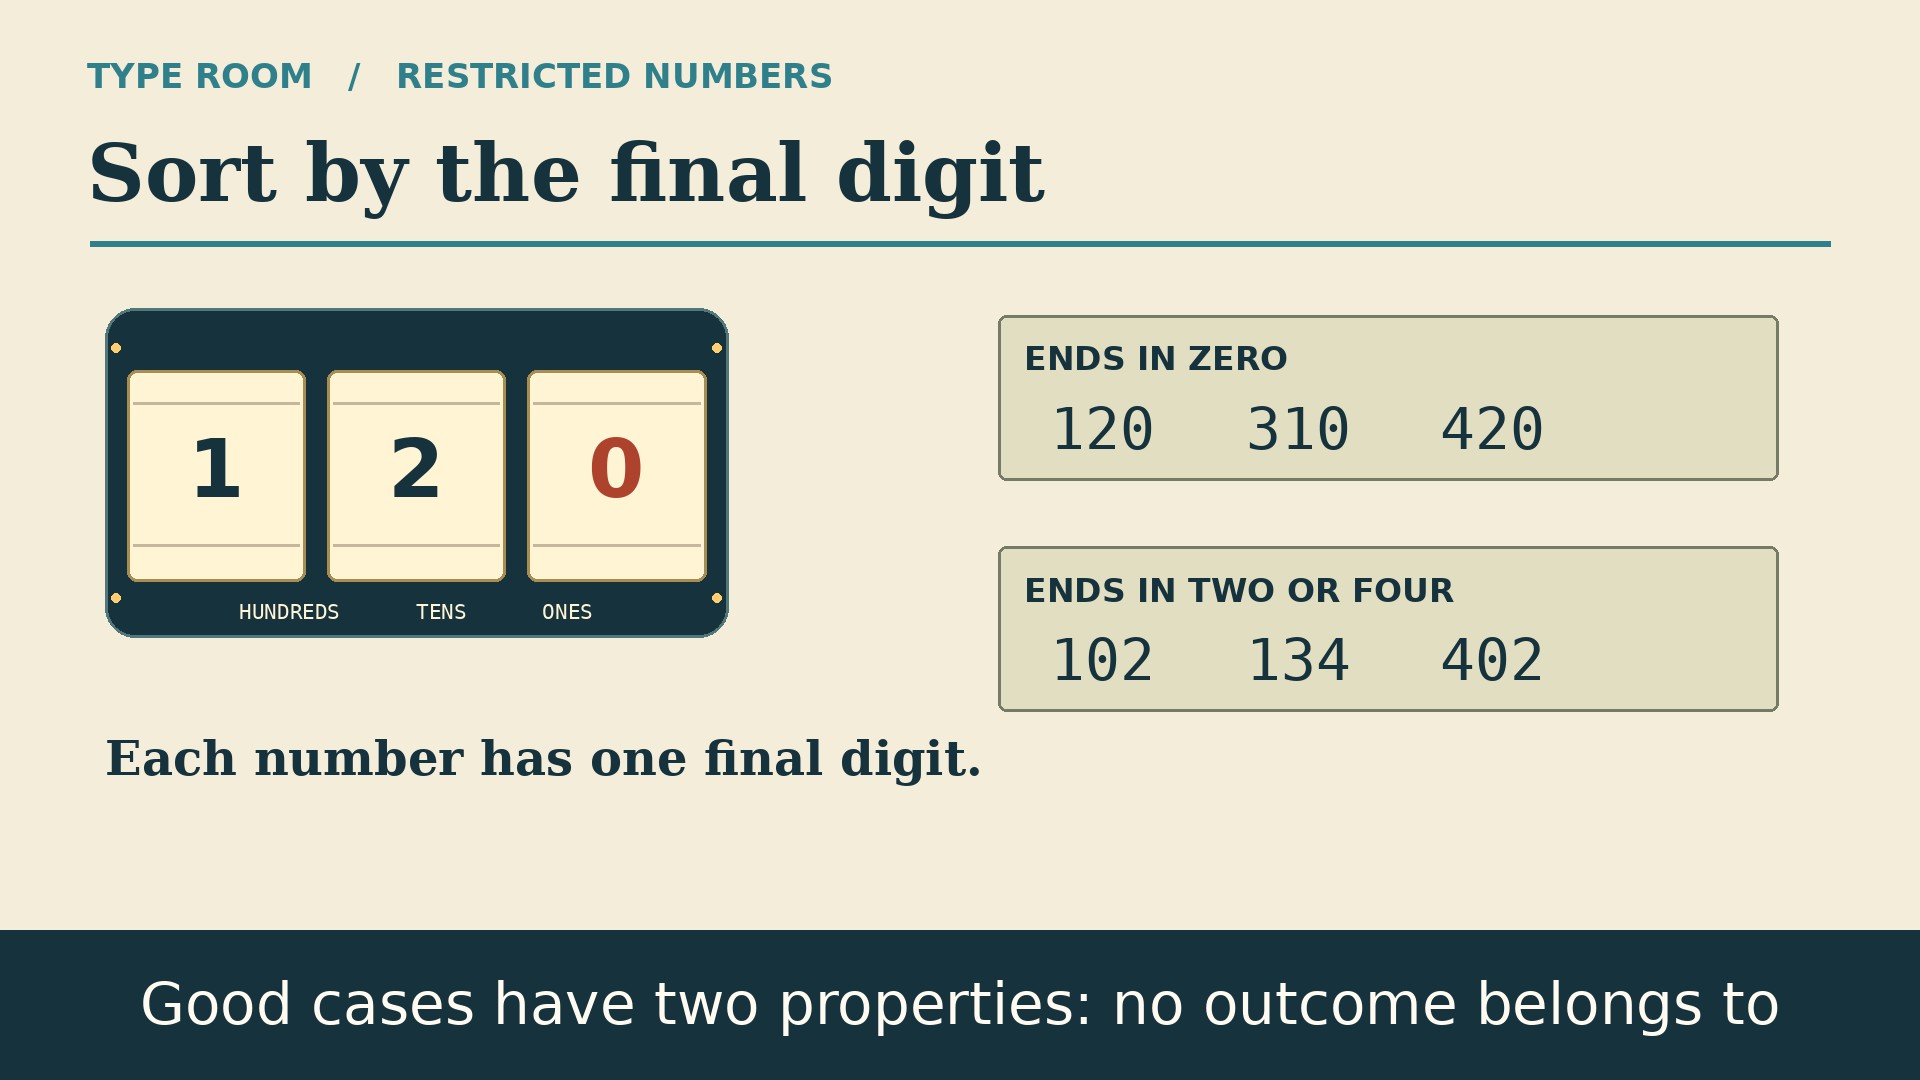 TYPE ROOM / RESTRICTED NUMBERS
Sort by the final digit
1 2 0
HUNDREDS TENS ONES
ENDS IN ZERO
120 310 420
ENDS IN TWO OR FOUR
102 134 402
Each number has one final digit.
Good cases have two properties: no outcome belongs to